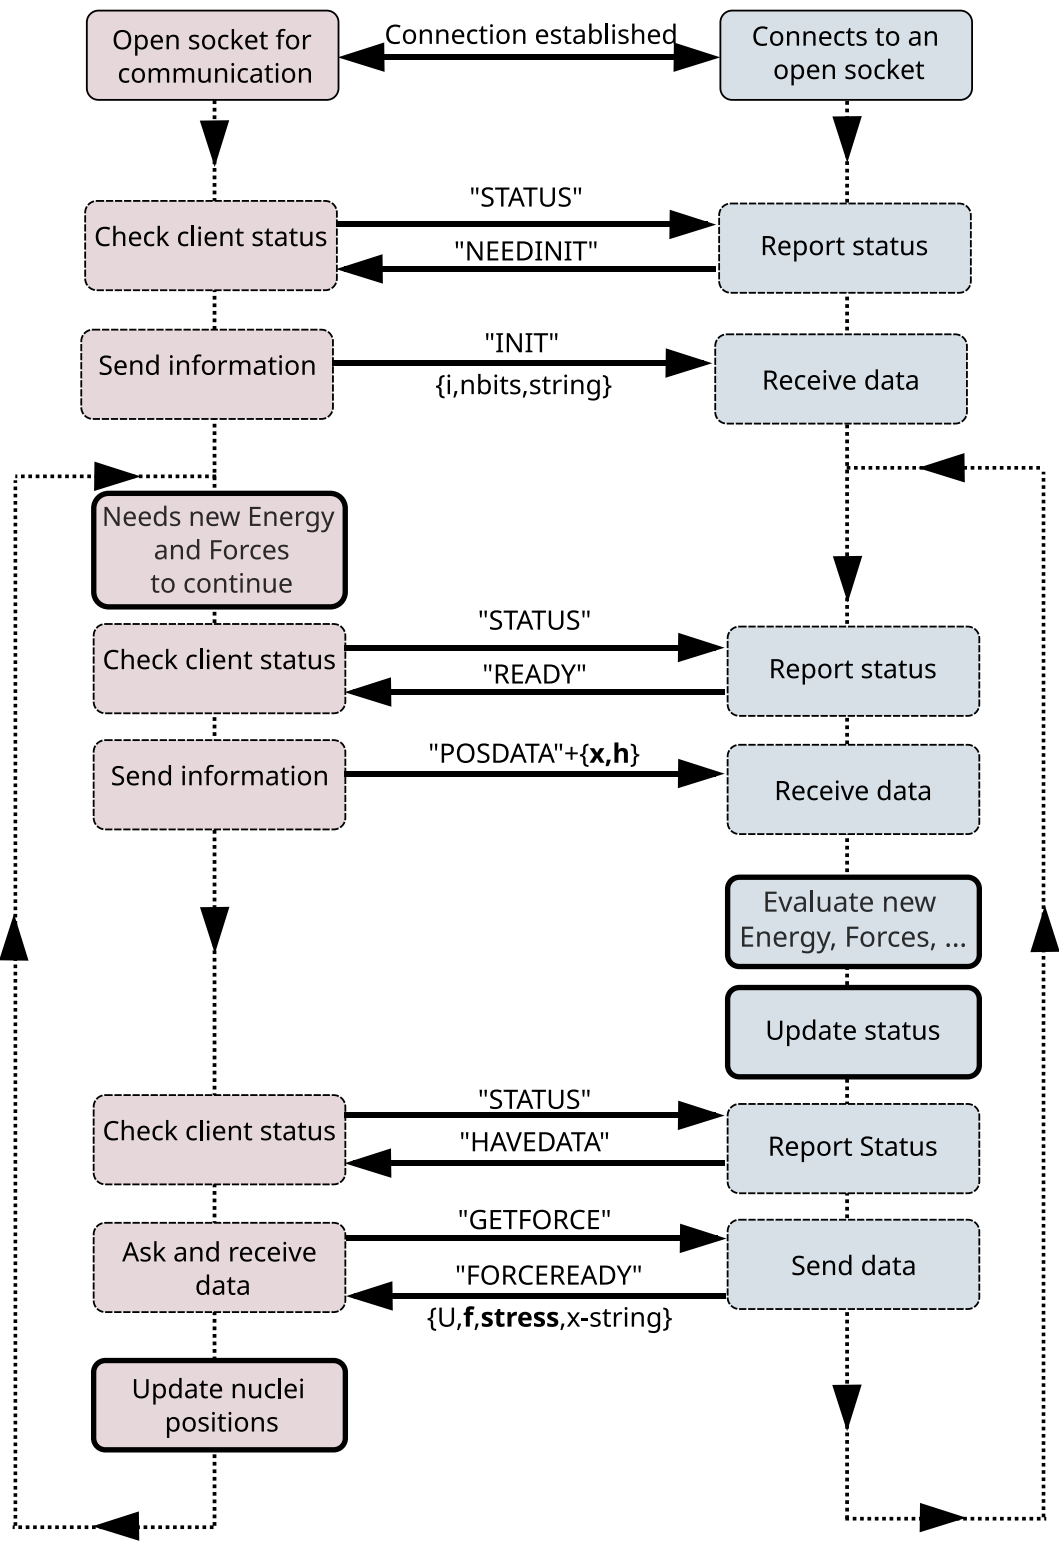 Open socket for
communication
Connection established
Connects to an
open socket
"STATUS"
Check client status
"NEEDINIT"
Report status
"INIT"
Send information
{i,nbits,string}
Receive data
Needs new Energy
and Forces
to continue
"STATUS"
Check client status
"READY"
Report status
"POSDATA"+{x,h}
Send information
Receive data
Evaluate new
Energy, Forces, ...
Update status
"STATUS"
Check client status
"HAVEDATA"
Report Status
"GETFORCE"
Ask and receive
data
"FORCEREADY"
{U,f,stress,x-string}
Send data
Update nuclei
positions